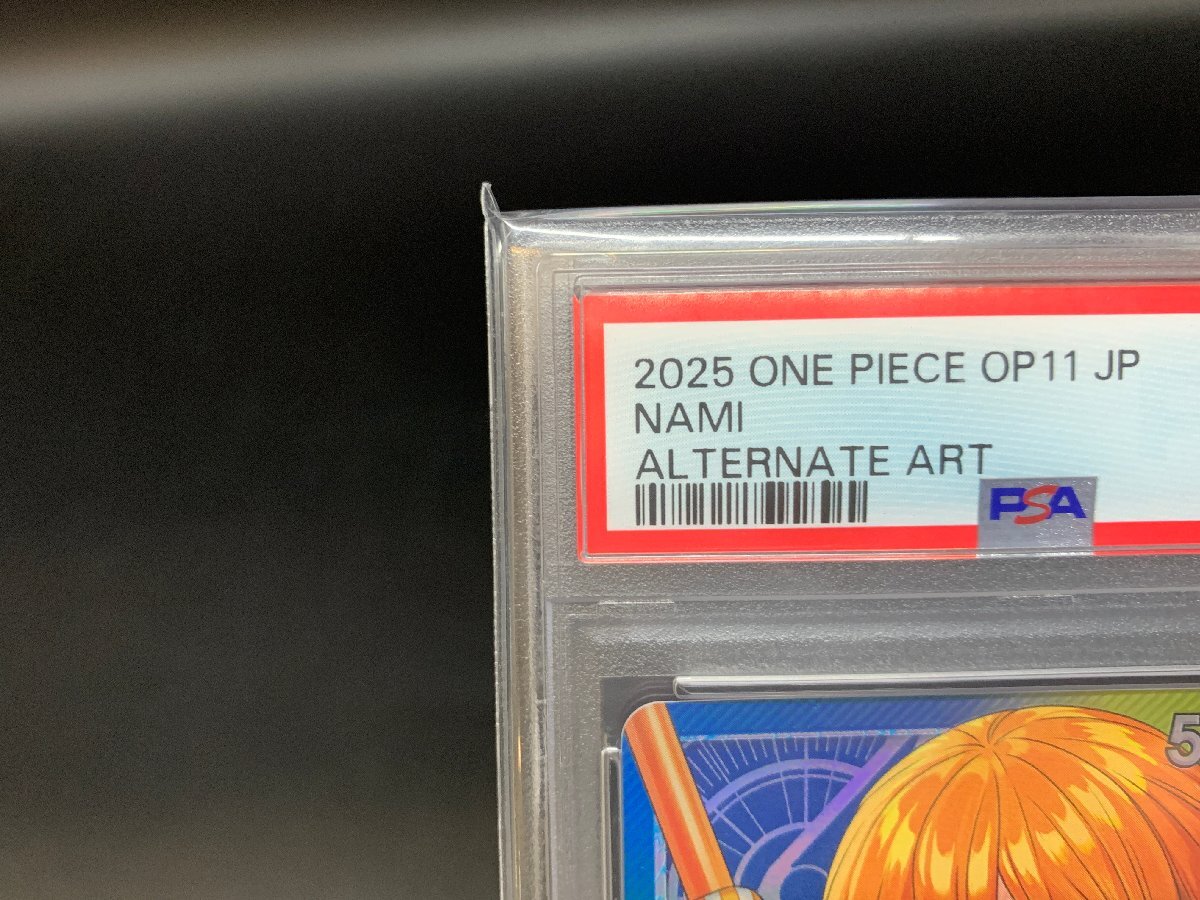 2025 ONE PIECE OP11 JP
NAMI
ALTERNATE ART
PSA
5